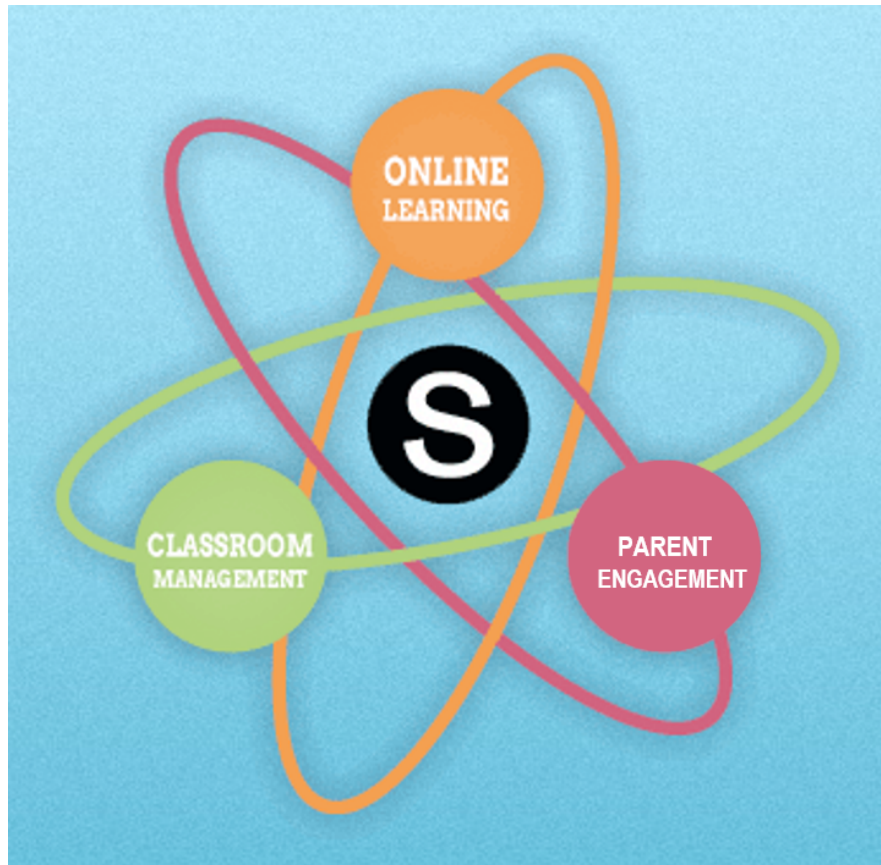 ONLINE
LEARNING
S
CLASSROOM
MANAGEMENT
PARENT
ENGAGEMENT